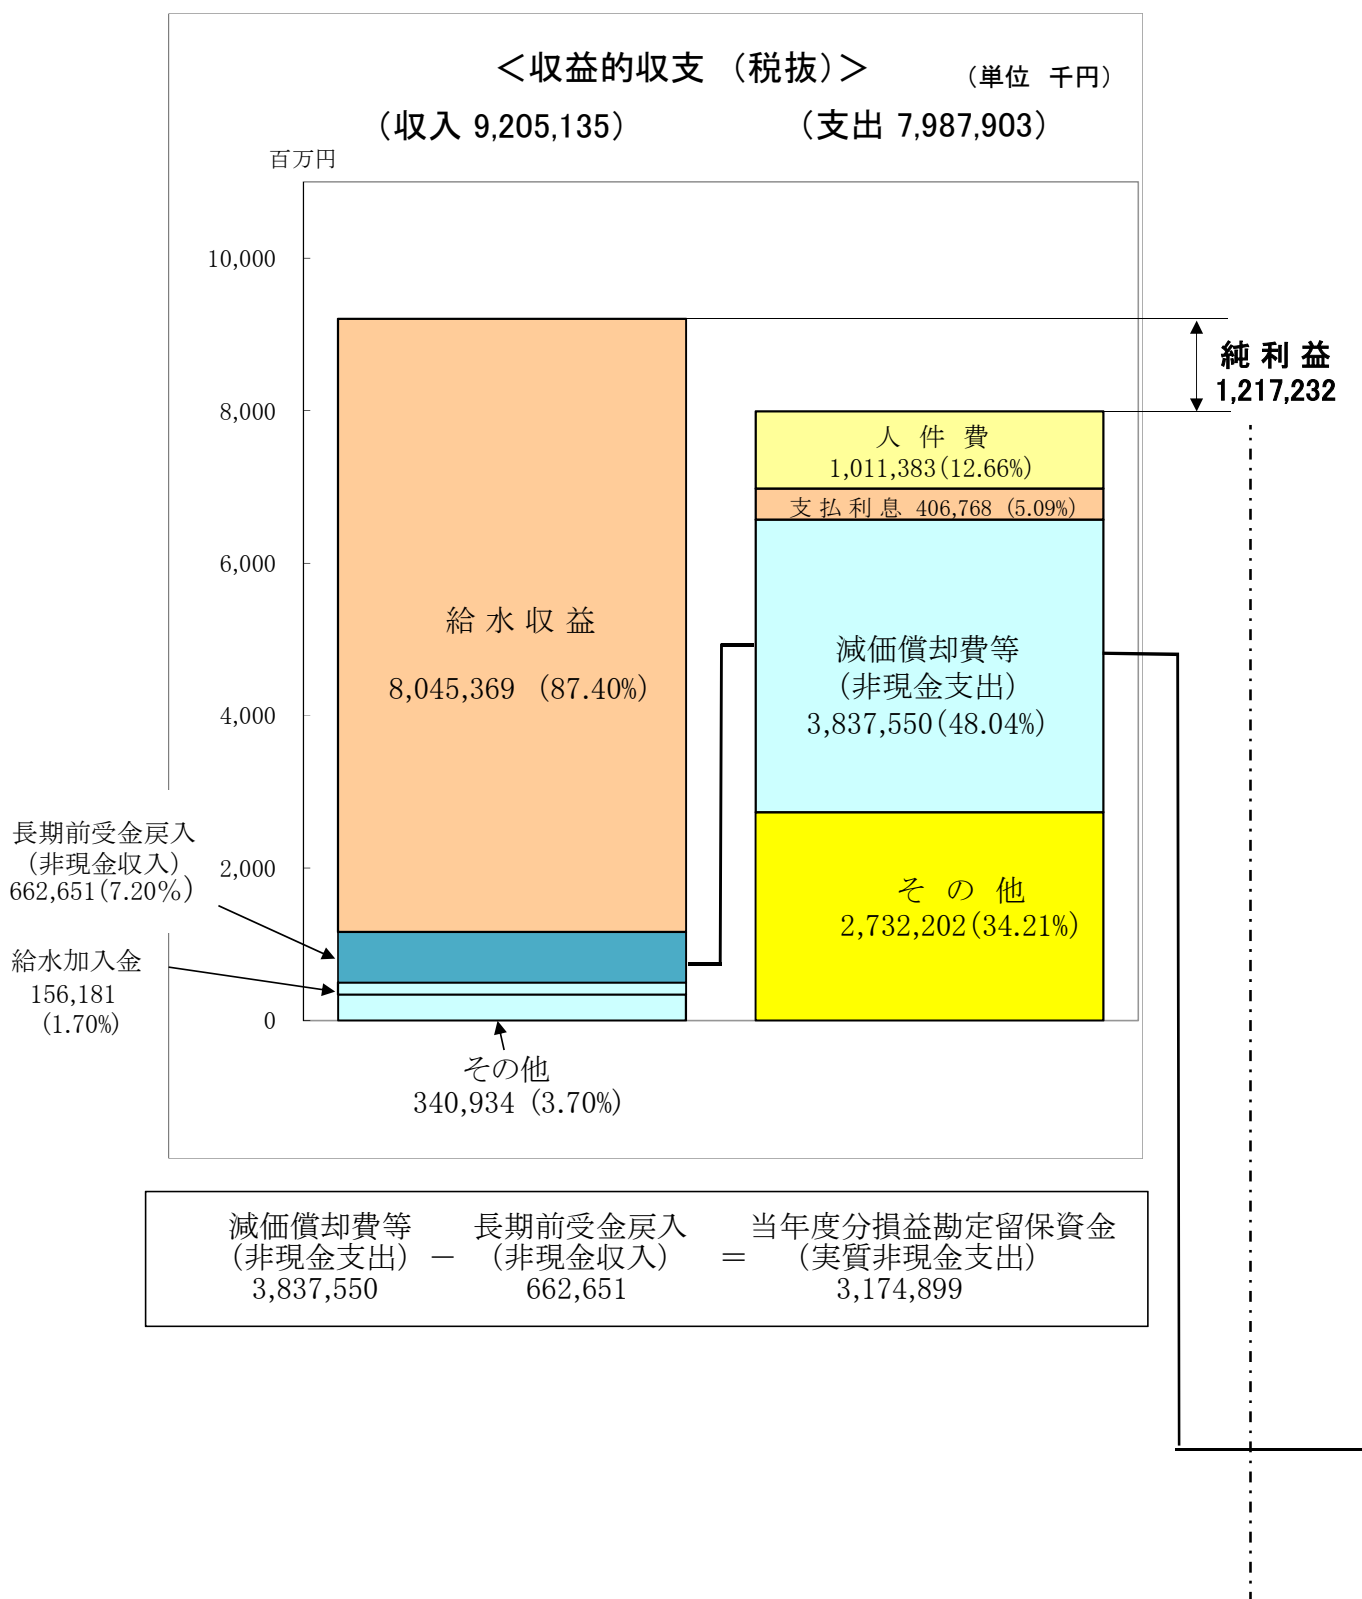 ＜収益的収支（税抜）＞
（単位　千円）
（収入 9,205,135）
（支出 7,987,903）
百万円
10,000
8,000
6,000
4,000
2,000
0
純 利 益
1,217,232
人 件 費
1,011,383(12.66%)
支 払 利 息 406,768 (5.09%)
給 水 収 益
8,045,369 (87.40%)
減価償却費等
(非現金支出)
3,837,550(48.04%)
長期前受金戻入
(非現金収入)
662,651(7.20%)
そ の 他
2,732,202(34.21%)
給水加入金
156,181
(1.70%)
その他
340,934 (3.70%)
減価償却費等 長期前受金戻入 当年度分損益勘定留保資金
(非現金支出) － (非現金収入) ＝ (実質非現金支出)
3,837,550 662,651 3,174,899